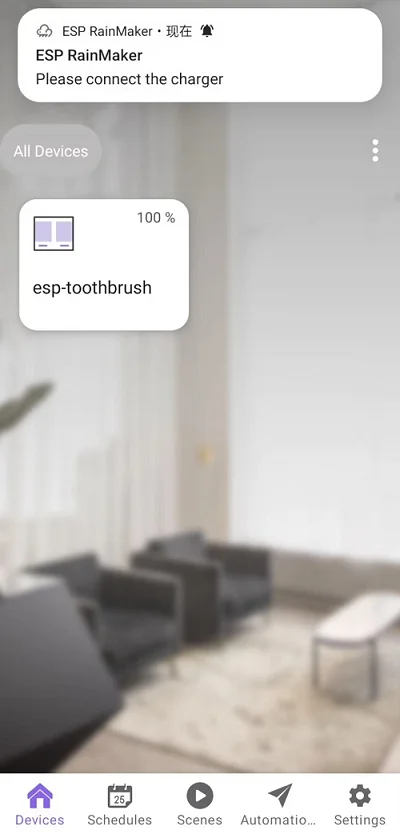 ESP RainMaker • 现在
ESP RainMaker
Please connect the charger
All Devices
100 %
esp-toothbrush
25
Devices
Schedules
Scenes
Automatio...
Settings